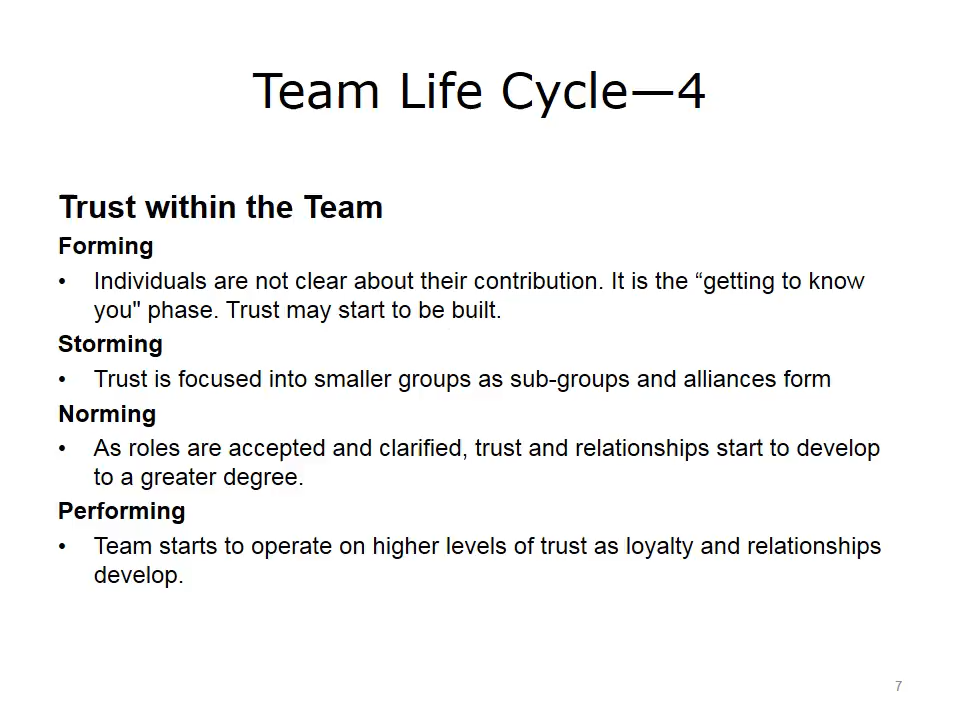 Team Life Cycle—4
Trust within the Team
Forming
• Individuals are not clear about their contribution. It is the “getting to know
you" phase. Trust may start to be built.
Storming
• Trust is focused into smaller groups as sub-groups and alliances form
Norming
• As roles are accepted and clarified, trust and relationships start to develop
to a greater degree.
Performing
• Team starts to operate on higher levels of trust as loyalty and relationships
develop.
7